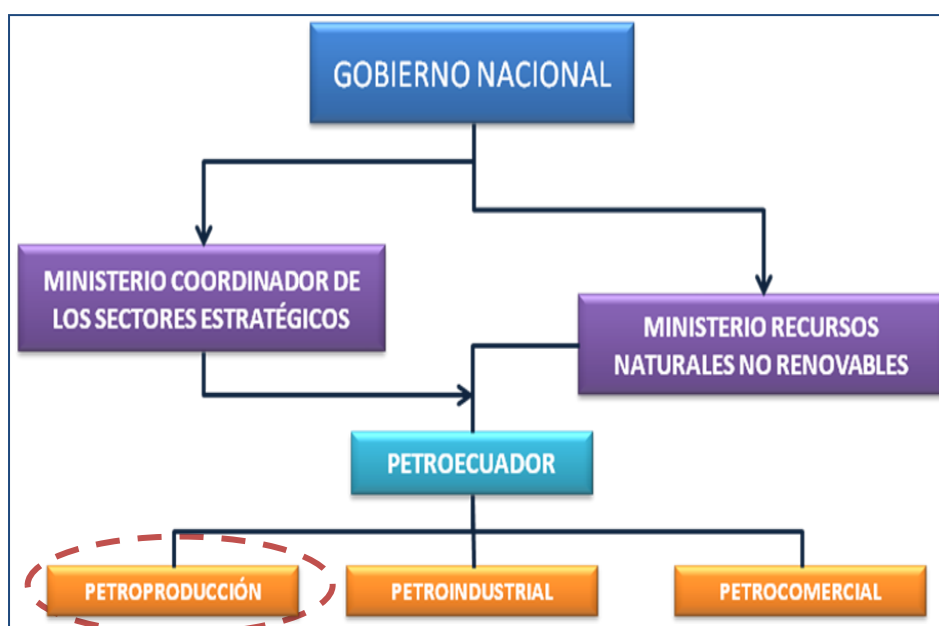 GOBIERNO NACIONAL
MINISTERIO COORDINADOR DE
LOS SECTORES ESTRATÉGICOS
MINISTERIO RECURSOS
NATURALES NO RENOVABLES
PETROECUADOR
PETROPRODUCCIÓN
PETROINDUSTRIAL
PETROCOMERCIAL